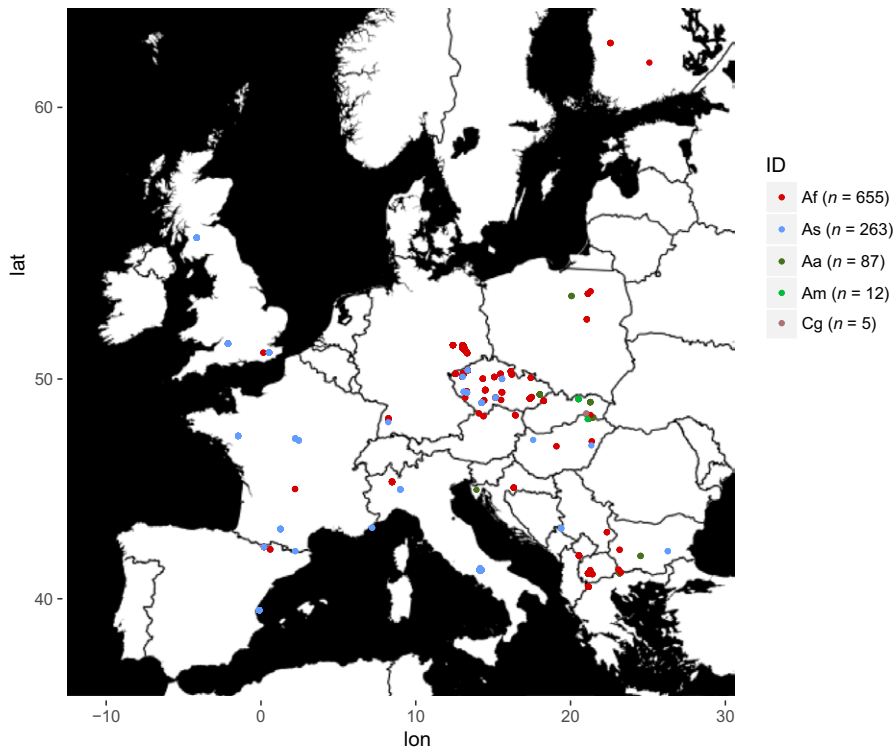 60
50
40
lat
−10
0
10
20
30
lon
ID
Af (n = 655)
As (n = 263)
Aa (n = 87)
Am (n = 12)
Cg (n = 5)